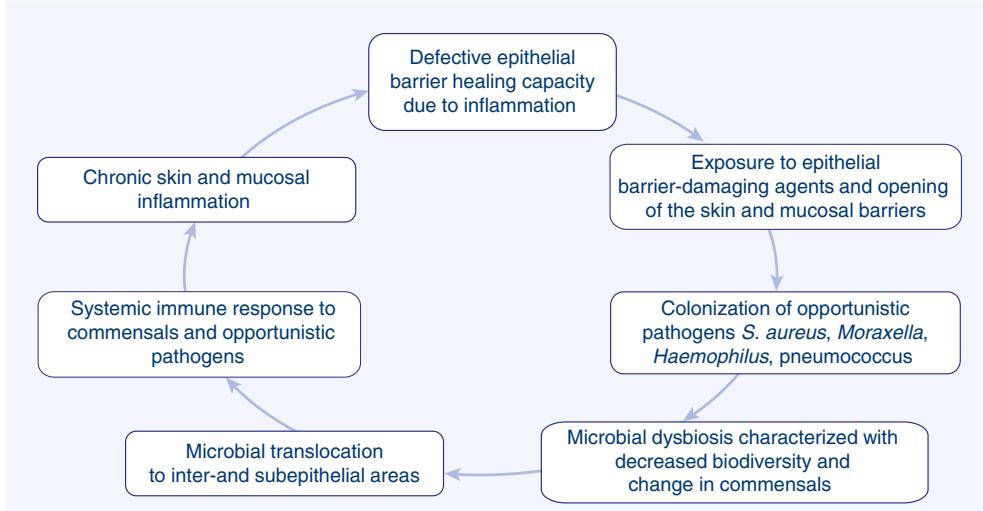 Defective epithelial
barrier healing capacity
due to inflammation
Exposure to epithelial
barrier-damaging agents and opening
of the skin and mucosal barriers
Colonization of opportunistic
pathogens S. aureus, Moraxella,
Haemophilus, pneumococcus
Microbial dysbiosis characterized with
decreased biodiversity and
change in commensals
Microbial translocation
to inter-and subepithelial areas
Systemic immune response to
commensals and opportunistic
pathogens
Chronic skin and mucosal
inflammation